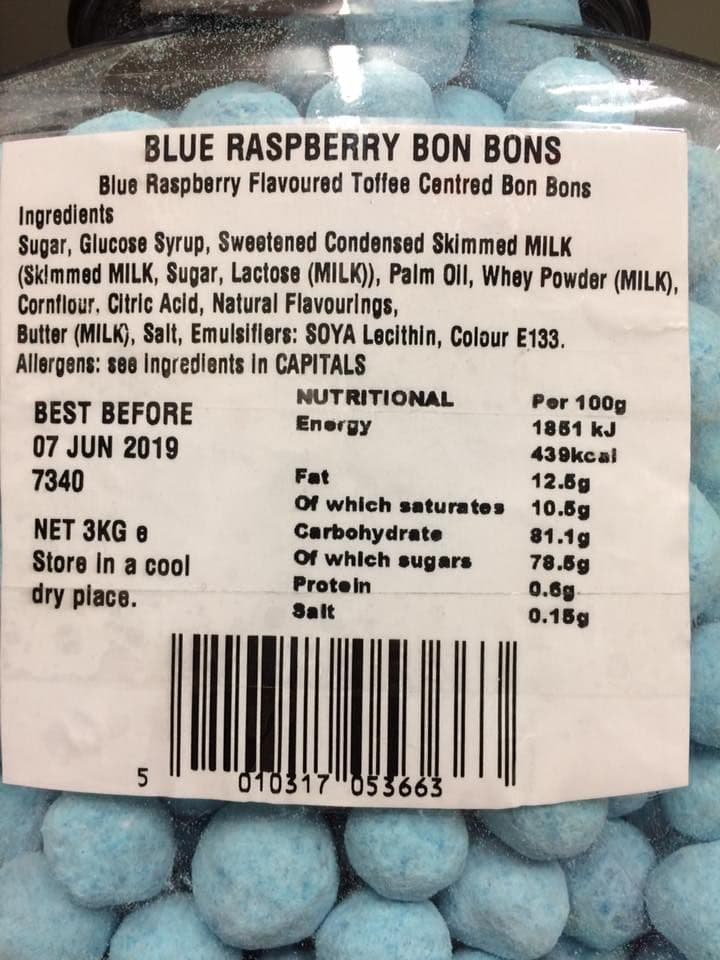 BLUE RASPBERRY BON BONS
Blue Raspberry Flavoured Toffee Centred Bon Bons
Ingredients
Sugar, Glucose Syrup, Sweetened Condensed Skimmed MILK
(Skimmed MILK, Sugar, Lactose (MILK)), Palm Oil, Whey Powder (MILK),
Cornflour, Citric Acid, Natural Flavourings,
Butter (MILK), Salt, Emulsifiers: SOYA Lecithin, Colour E133.
Allergens: see ingredients in CAPITALS
BEST BEFORE
07 JUN 2019
7340
NET 3KG e
Store in a cool
dry place.
NUTRITIONAL Per 100g
Energy 1851 kJ
439kcal
Fat 12.5g
Of which saturates 10.5g
Carbohydrate 81.1g
Of which sugars 78.5g
Protein 0.6g
Salt 0.15g
5 010317 053663